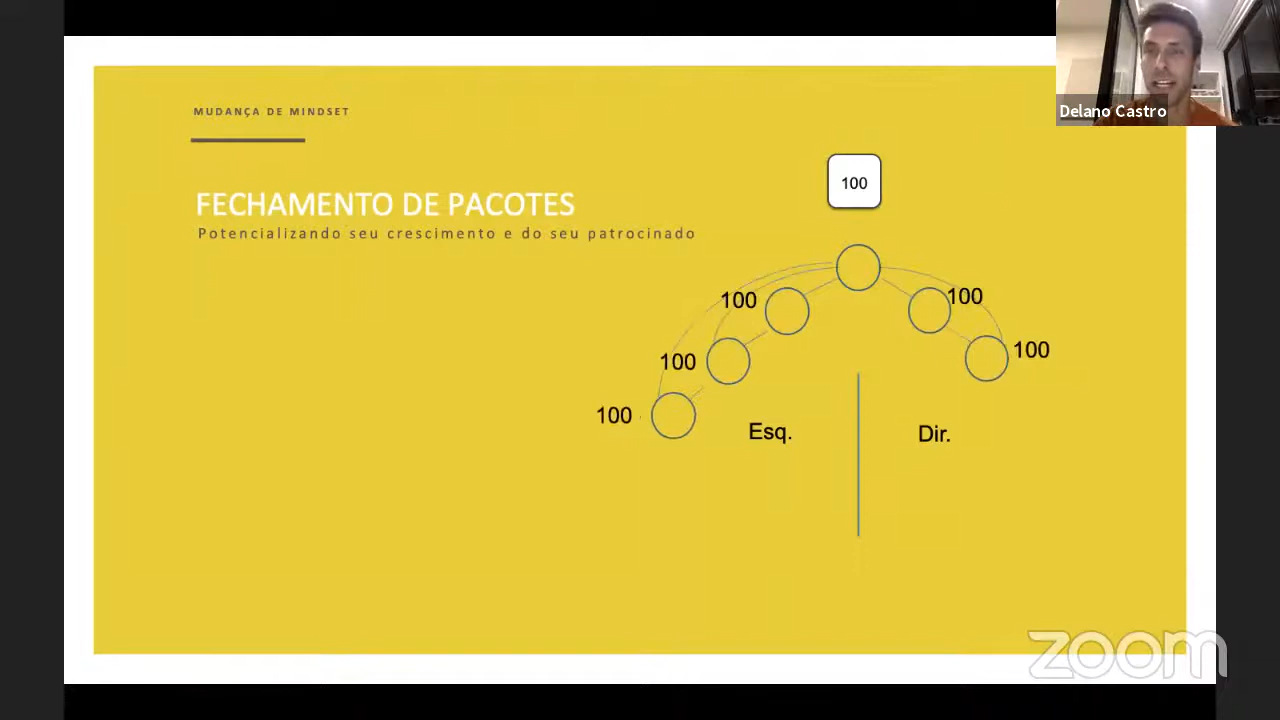 Delano Castro
MUDANÇA DE MINDSET
FECHAMENTO DE PACOTES
Potencializando seu crescimento e do seu patrocinado
100
100
100
100
100
100
Esq.
Dir.
zoom